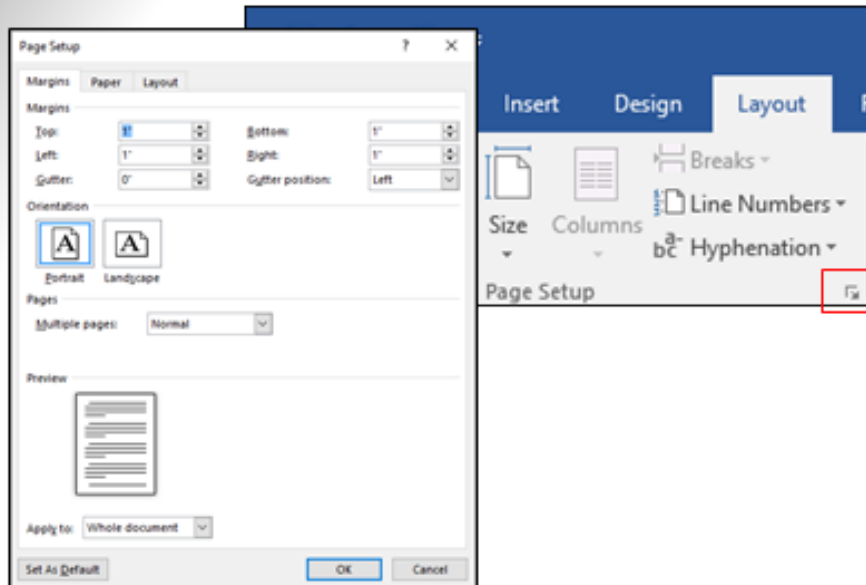 Page Setup
Margins Paper Layout
Margins
Top: 1" Bottom: 1"
Left: 1" Right: 1"
Gutter: 0" Gutter position: Left
Orientation
A A
Portrait Landscape
Pages
Multiple pages: Normal
Preview
Apply to: Whole document
Set As Default OK Cancel
Insert Design Layout
Breaks
Line Numbers
Size Columns
bc a- Hyphenation
Page Setup